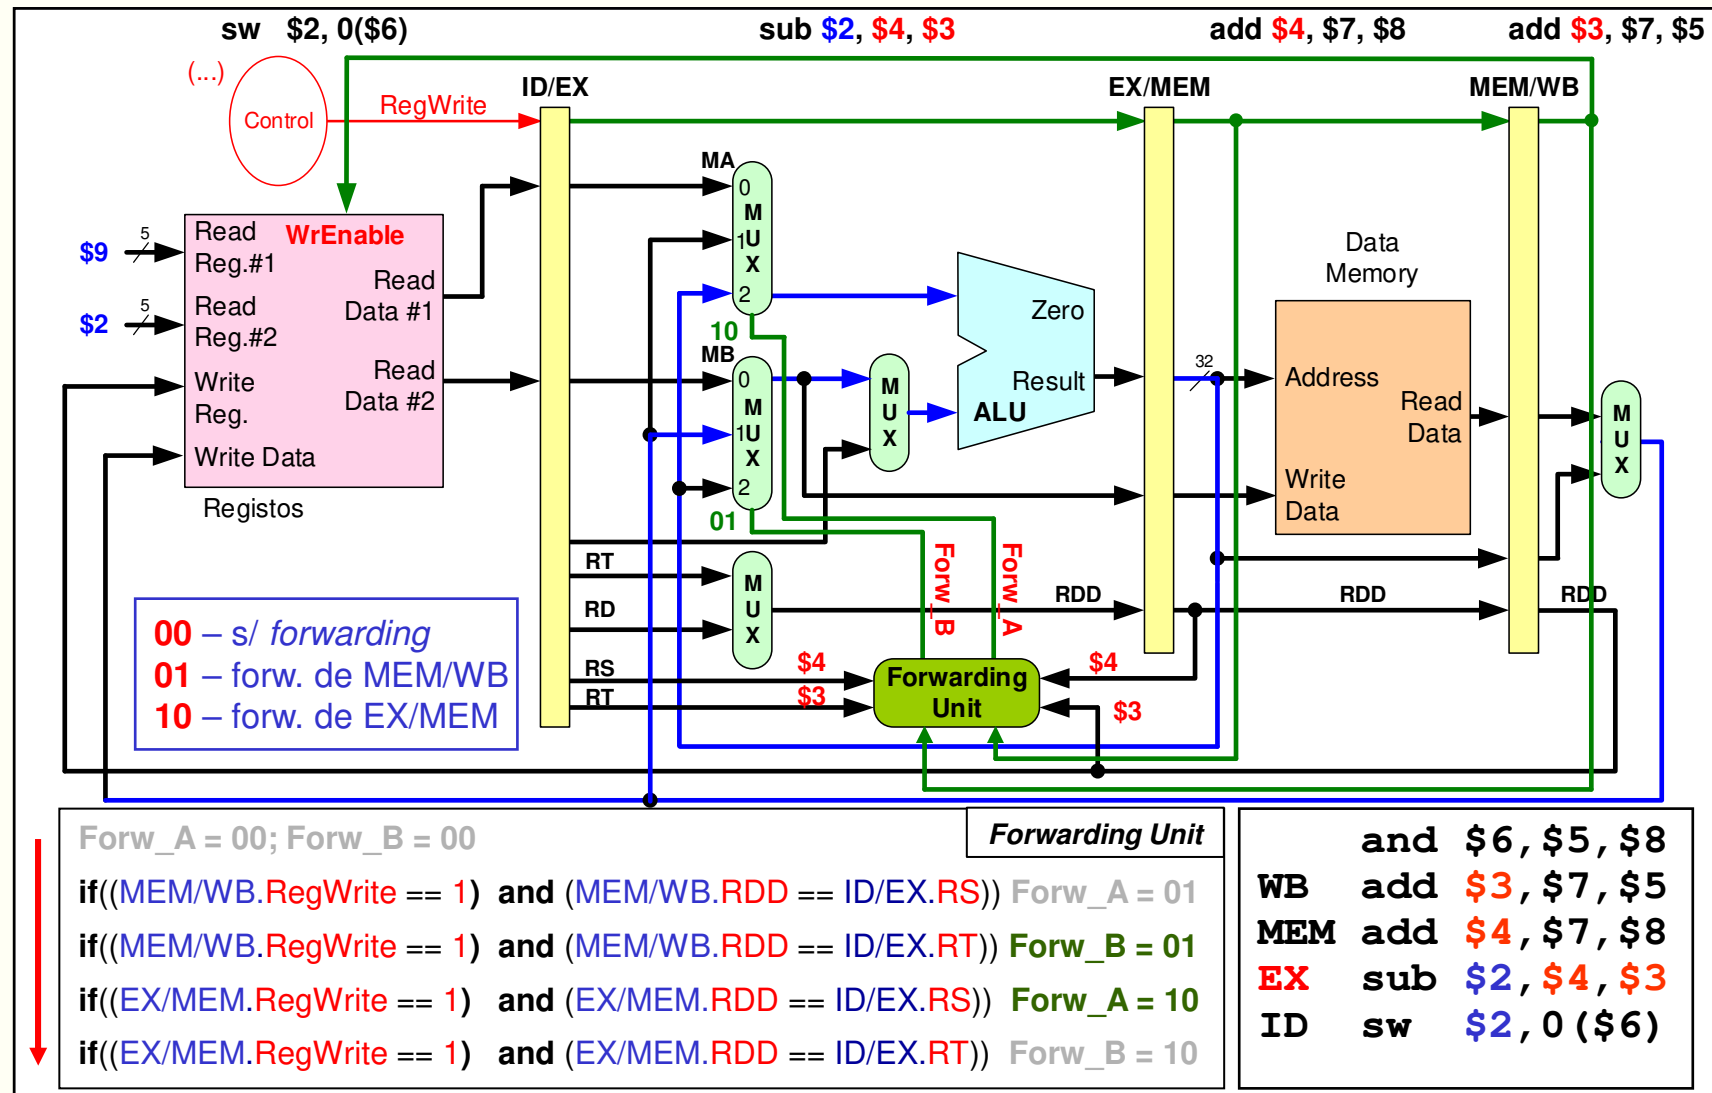 sw $2, 0($6)
sub $2, $4, $3
add $4, $7, $8
add $3, $7, $5
(...)
Control
RegWrite
ID/EX
EX/MEM
MEM/WB
MA
0
M
1U
X
2
10
$9
5
Read
Reg.#1
WrEnable
Read
Data #1
$2
5
Read
Reg.#2
Read
Data #2
Write
Reg.
Write Data
Registos
MB
0
M
1U
X
2
01
M
U
X
Zero
Result
ALU
32
Data
Memory
Address
Read
Data
Write
Data
M
U
X
RT
RD
M
U
X
RDD
RDD
RDD
Forw_B
Forw_A
RS
$4
RT
$3
Forwarding
Unit
$4
$3
00 – s/ forwarding
01 – forw. de MEM/WB
10 – forw. de EX/MEM
Forw_A = 00; Forw_B = 00
Forwarding Unit
if((MEM/WB.RegWrite == 1) and (MEM/WB.RDD == ID/EX.RS)) Forw_A = 01
if((MEM/WB.RegWrite == 1) and (MEM/WB.RDD == ID/EX.RT)) Forw_B = 01
if((EX/MEM.RegWrite == 1) and (EX/MEM.RDD == ID/EX.RS)) Forw_A = 10
if((EX/MEM.RegWrite == 1) and (EX/MEM.RDD == ID/EX.RT)) Forw_B = 10
and $6,$5,$8
WB add $3,$7,$5
MEM add $4,$7,$8
EX sub $2,$4,$3
ID sw $2,0($6)